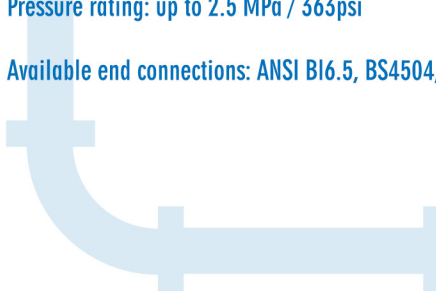 Pressure rating: up to 2.5 MPa / 363psi
Available end connections: ANSI BI6.5, BS4504,